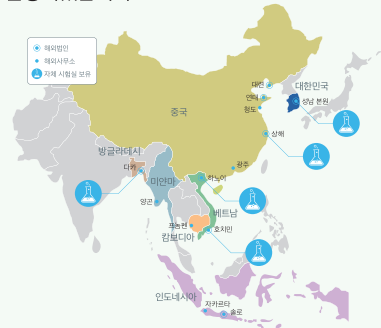 해외법인
해외사무소
자체 시험실 보유
대련
대한민국
연태
성남 본원
청도
중국
상해
방글라데시
광주
다카
하노이
미얀마
양곤
베트남
프놈펜
호치민
캄보디아
인도네시아
자카르타
솔로